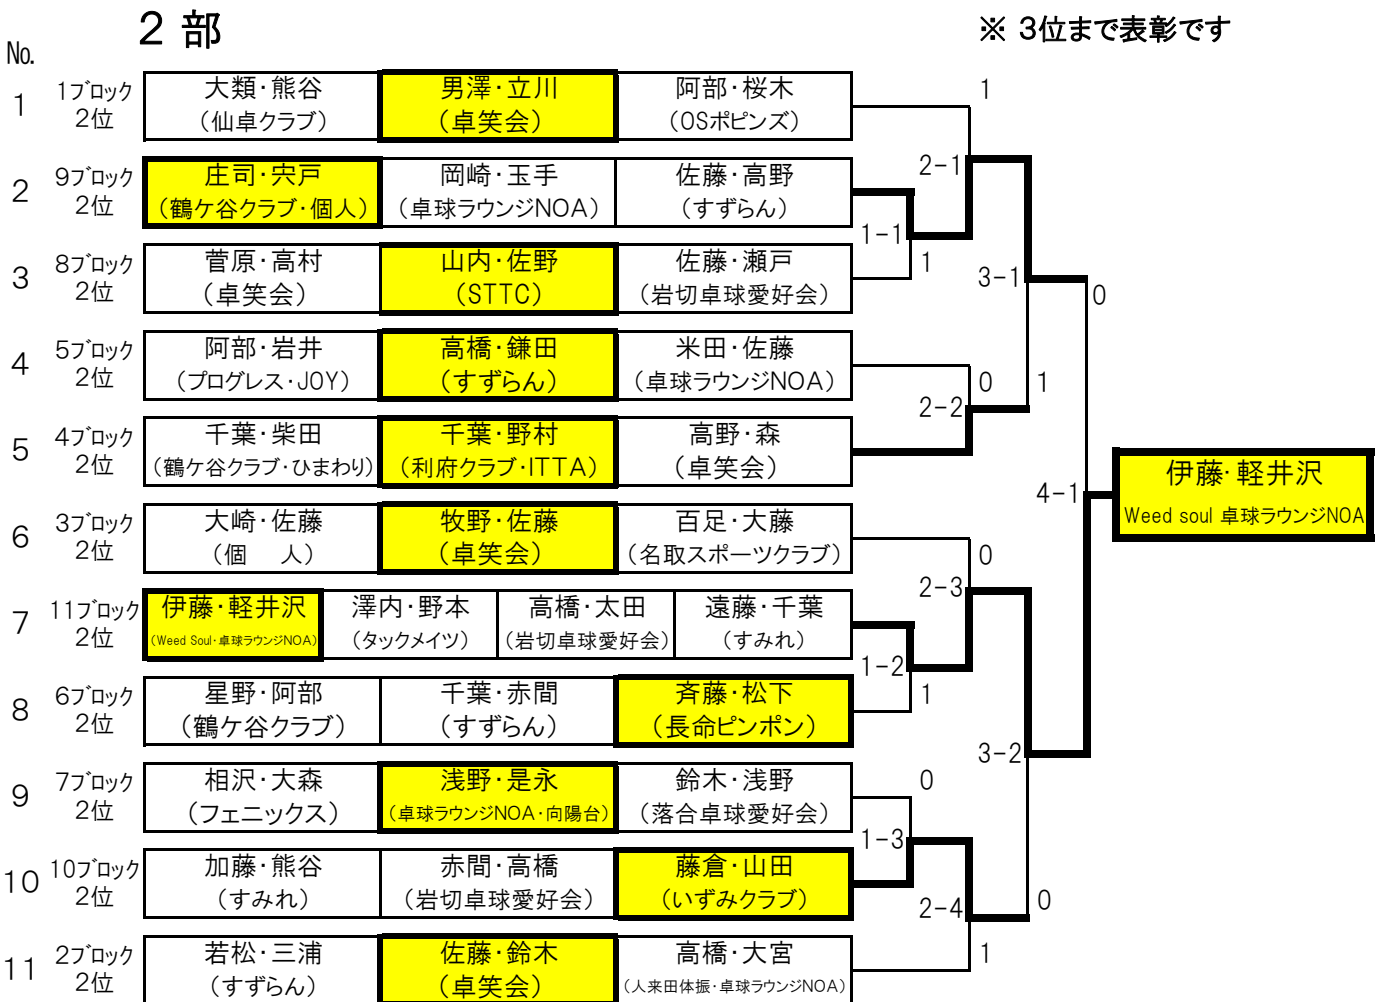 2 部
※ 3位まで表彰です
No.
1 1ブロック 2位 大類・熊谷 (仙卓クラブ) 男澤・立川 (卓笑会) 阿部・桜木 (OSポピンズ)
2 9ブロック 2位 庄司・宍戸 (鶴ケ谷クラブ・個人) 岡崎・玉手 (卓球ラウンジNOA) 佐藤・高野 (すずらん)
3 8ブロック 2位 菅原・高村 (卓笑会) 山内・佐野 (STTC) 佐藤・瀬戸 (岩切卓球愛好会)
4 5ブロック 2位 阿部・岩井 (プログレス・JOY) 高橋・鎌田 (すずらん) 米田・佐藤 (卓球ラウンジNOA)
5 4ブロック 2位 千葉・柴田 (鶴ケ谷クラブ・ひまわり) 千葉・野村 (利府クラブ・ITTA) 高野・森 (卓笑会)
6 3ブロック 2位 大崎・佐藤 (個 人) 牧野・佐藤 (卓笑会) 百足・大藤 (名取スポーツクラブ)
7 11ブロック 2位 伊藤・軽井沢 (Weed Soul・卓球ラウンジNOA) 澤内・野本 (タックメイツ) 高橋・太田 (岩切卓球愛好会) 遠藤・千葉 (すみれ)
8 6ブロック 2位 星野・阿部 (鶴ケ谷クラブ) 千葉・赤間 (すずらん) 斉藤・松下 (長命ピンポン)
9 7ブロック 2位 相沢・大森 (フェニックス) 浅野・是永 (卓球ラウンジNOA・向陽台) 鈴木・浅野 (落合卓球愛好会)
10 10ブロック 2位 加藤・熊谷 (すみれ) 赤間・高橋 (岩切卓球愛好会) 藤倉・山田 (いずみクラブ)
11 2ブロック 2位 若松・三浦 (すずらん) 佐藤・鈴木 (卓笑会) 高橋・大宮 (人来田体振・卓球ラウンジNOA)
1
2-1
1-1
1
3-1
0
0
1
2-2
4-1
伊藤・軽井沢
Weed soul 卓球ラウンジNOA
0
2-3
1-2
1
3-2
0
1-3
2-4
0
1